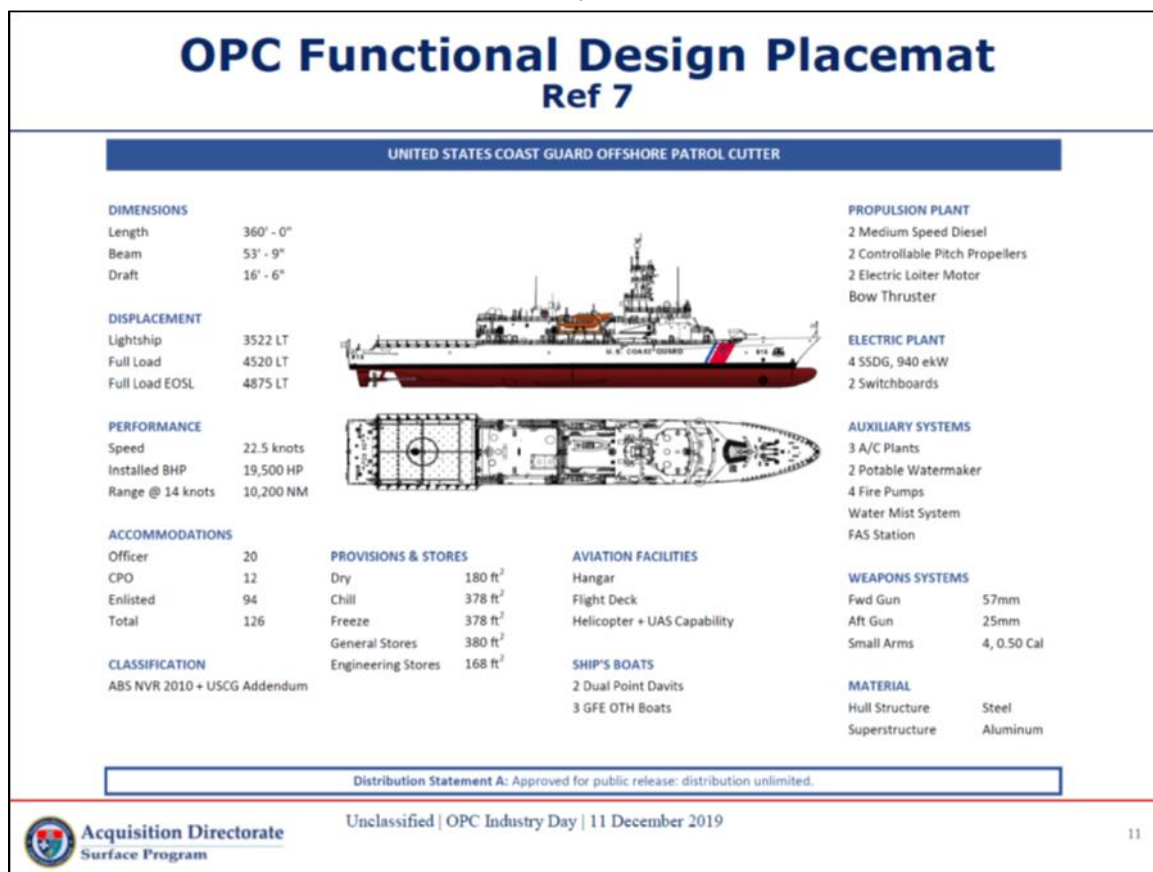 OPC Functional Design Placemat
Ref 7
UNITED STATES COAST GUARD OFFSHORE PATROL CUTTER
DIMENSIONS
Length 360' - 0"
Beam 53' - 9"
Draft 16' - 6"
DISPLACEMENT
Lightship 3522 LT
Full Load 4520 LT
Full Load EOSL 4875 LT
PERFORMANCE
Speed 22.5 knots
Installed BHP 19,500 HP
Range @ 14 knots 10,200 NM
ACCOMMODATIONS
Officer 20
CPO 12
Enlisted 94
Total 126
CLASSIFICATION
ABS NVR 2010 + USCG Addendum
U.S. COAST GUARD
PROVISIONS & STORES
Dry 180 ft²
Chill 378 ft²
Freeze 378 ft²
General Stores 380 ft²
Engineering Stores 168 ft²
AVIATION FACILITIES
Hangar
Flight Deck
Helicopter + UAS Capability
SHIP'S BOATS
2 Dual Point Davits
3 GFE OTH Boats
PROPULSION PLANT
2 Medium Speed Diesel
2 Controllable Pitch Propellers
2 Electric Loiter Motor
Bow Thruster
ELECTRIC PLANT
4 SSDG, 940 ekW
2 Switchboards
AUXILIARY SYSTEMS
3 A/C Plants
2 Potable Watermaker
4 Fire Pumps
Water Mist System
FAS Station
WEAPONS SYSTEMS
Fwd Gun 57mm
Aft Gun 25mm
Small Arms 4, 0.50 Cal
MATERIAL
Hull Structure Steel
Superstructure Aluminum
Distribution Statement A: Approved for public release: distribution unlimited.
Acquisition Directorate
Surface Program
Unclassified | OPC Industry Day | 11 December 2019
11